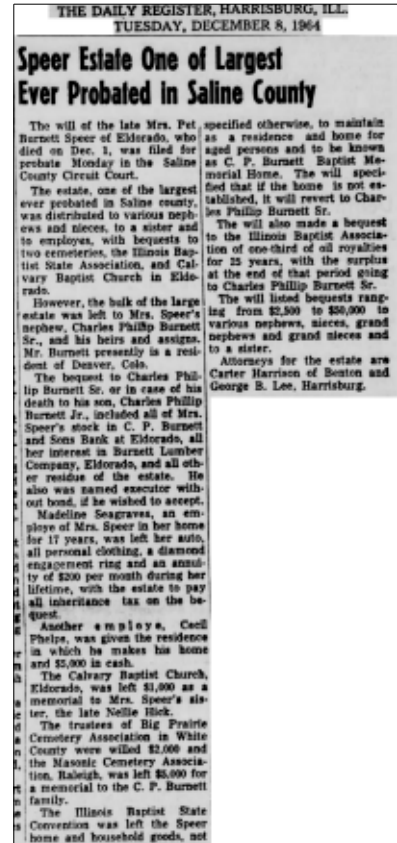 THE DAILY REGISTER, HARRISBURG, ILL.
TUESDAY, DECEMBER 8, 1964
Speer Estate One of Largest
Ever Probated in Saline County
The will of the late Mrs. Pet
Burnett Speer of Eldorado, who
died on Dec. 1, was filed for
probate Monday in the Saline
County Circuit Court.
The estate, one of the largest
ever probated in Saline county,
was distributed to various neph-
ews and nieces, to a sister and
to employes, with bequests to
two cemeteries, the Illinois Bap-
tist State Association, and Cal-
vary Baptist Church in Eldo-
rado.
However, the bulk of the large
estate was left to Mrs. Speer's
nephew, Charles Phillip Burnett
Sr., and his heirs and assigns.
Mr. Burnett presently is a resi-
dent of Denver, Colo.
The bequest to Charles Phil-
lip Burnett Sr. or in case of his
death to his son, Charles Phillip
Burnett Jr., included all of Mrs.
Speer's stock in C. P. Burnett
and Sons Bank at Eldorado, all
her interest in Burnett Lumber
Company, Eldorado, and all oth-
er residue of the estate. He
also was named executor with-
out bond, if he wished to accept.
Madeline Seagraves, an em-
ploye of Mrs. Speer in her home
for 17 years, was left her auto,
all personal clothing, a diamond
engagement ring and an annui-
ty of $200 per month during her
lifetime, with the estate to pay
all inheritance tax on the be-
quest.
Another employe, Cecil
Phelps, was given the residence
in which he makes his home
and $5,000 in cash.
The Calvary Baptist Church,
Eldorado, was left $1,000 as a
memorial to Mrs. Speer's sis-
ter, the late Nellie Hick.
The trustees of Big Prairie
Cemetery Association in White
County were willed $2,000 and
the Masonic Cemetery Associa-
tion, Raleigh, was left $5,000 for
a memorial to the C. P. Burnett
family.
The Illinois Baptist State
Convention was left the Speer
home and household goods, not
specified otherwise, to maintain
as a residence and home for
aged persons and to be known
as C. P. Burnett Baptist Me-
morial Home. The will speci-
fied that if the home is not es-
tablished, it will revert to Char-
les Phillip Burnett Sr.
The will also made a bequest
to the Illinois Baptist Associa-
tion of one-third of oil royalties
for 25 years, with the surplus
at the end of that period going
to Charles Phillip Burnett Sr.
The will listed bequests rang-
ing from $2,500 to $50,000 to
various nephews, nieces, grand
nephews and grand nieces and
to a sister.
Attorneys for the estate are
Carter Harrison of Benton and
George B. Lee, Harrisburg.